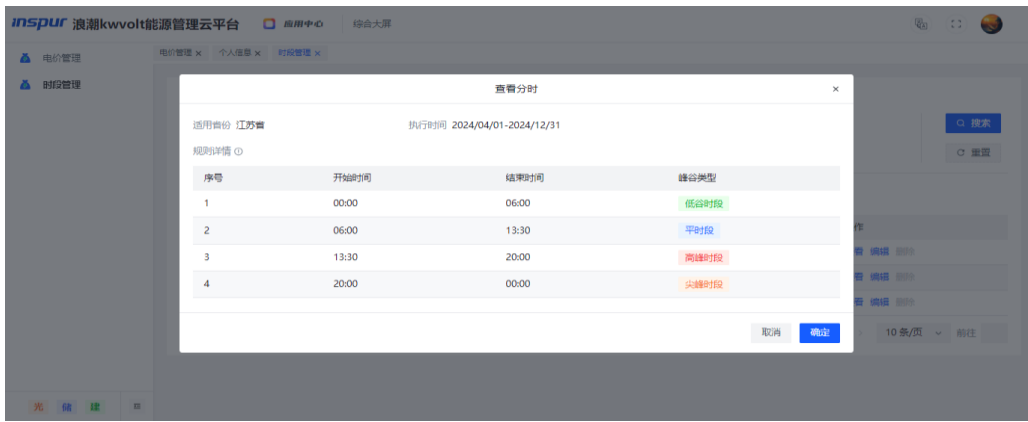 inspur 浪潮kwvolt能源管理云平台 应用中心 综合大屏
电价管理 电价管理 × 个人信息 × 时段管理 ×
时段管理
查看分时 ×
适用省份 江苏省 执行时间 2024/04/01-2024/12/31
搜索
规则详情
重置
序号 开始时间 结束时间 峰谷类型
1 00:00 06:00 低谷时段
2 06:00 13:30 平时段
作
3 13:30 20:00 高峰时段
看 编辑 删除
4 20:00 00:00 尖峰时段
看 编辑 删除
看 编辑 删除
取消 确定
10 条/页 前往
光 储 建